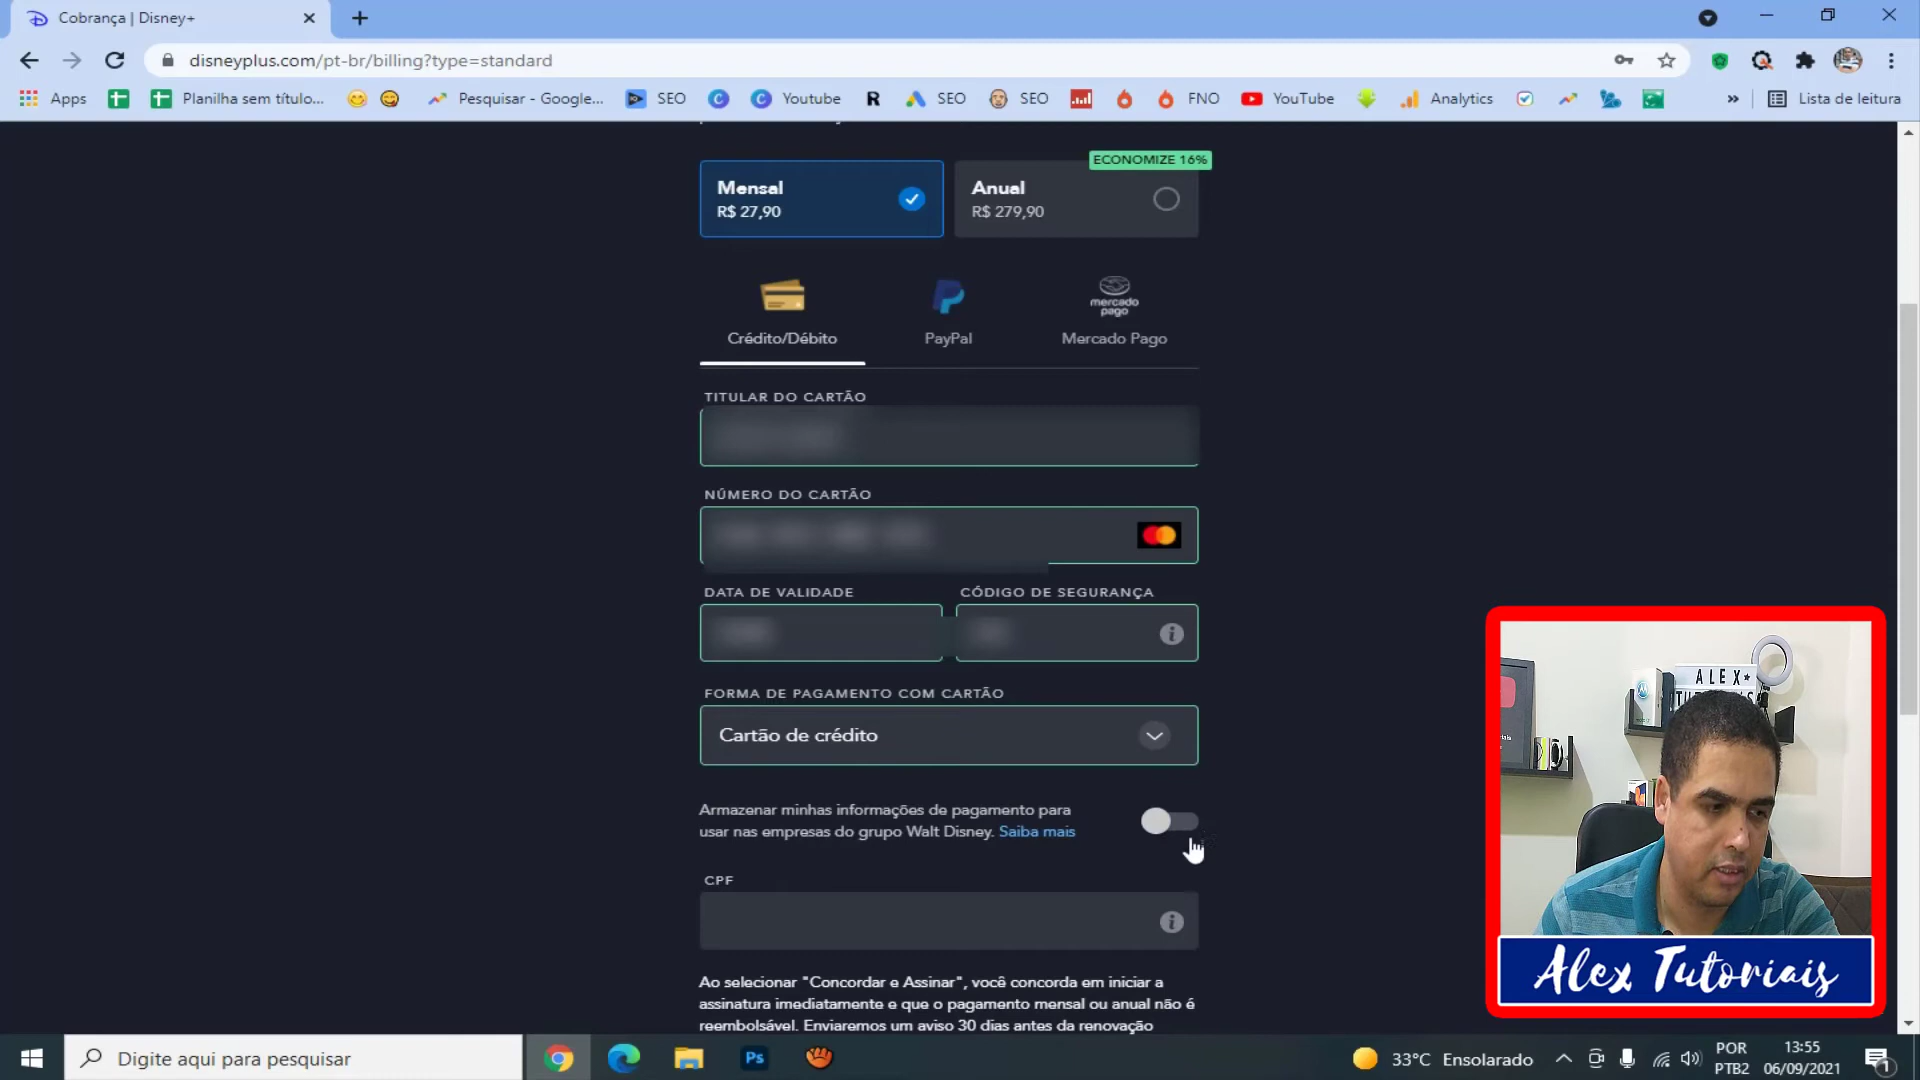 Cobrança | Disney+
disneyplus.com/pt-br/billing?type=standard
Apps
Planilha sem título...
Pesquisar - Google...
SEO
Youtube
R
SEO
SEO
FNO
YouTube
Analytics
»
Lista de leitura
ECONOMIZE 16%
Mensal
R$ 27,90
Anual
R$ 279,90
mercado
pago
Crédito/Débito
PayPal
Mercado Pago
TITULAR DO CARTÃO
NÚMERO DO CARTÃO
DATA DE VALIDADE
CÓDIGO DE SEGURANÇA
FORMA DE PAGAMENTO COM CARTÃO
Cartão de crédito
Armazenar minhas informações de pagamento para
usar nas empresas do grupo Walt Disney. Saiba mais
CPF
Ao selecionar "Concordar e Assinar", você concorda em iniciar a
assinatura imediatamente e que o pagamento mensal ou anual não é
reembolsável. Enviaremos um aviso 30 dias antes da renovação
ALEX
Alex Tutoriais
Digite aqui para pesquisar
Ps
33°C Ensolarado
POR
PTB2
13:55
06/09/2021
1